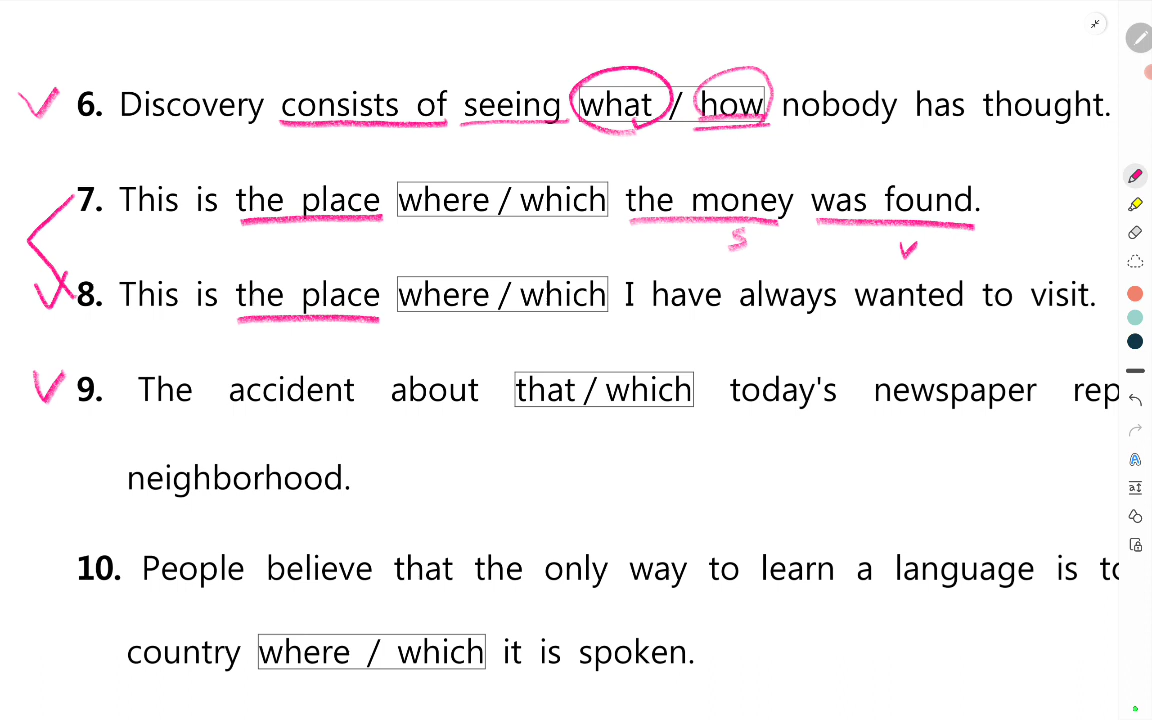 6. Discovery consists of seeing what / how nobody has thought.
7. This is the place where / which the money was found.
s v
8. This is the place where / which I have always wanted to visit.
9. The accident about that / which today's newspaper rep
neighborhood.
10. People believe that the only way to learn a language is to
country where / which it is spoken.